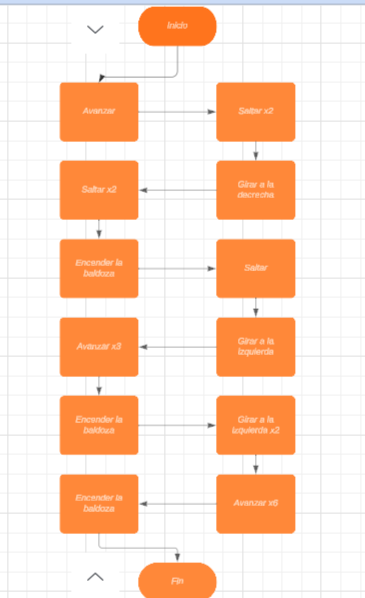 Inicio
Avanzar
Saltar x2
Girar a la
derecha
Saltar x2
Encender la
baldoza
Saltar
Girar a la
Izquierda
Avanzar x3
Encender la
baldoza
Girar a la
Izquierda x2
Avanzar x6
Encender la
baldoza
Fin